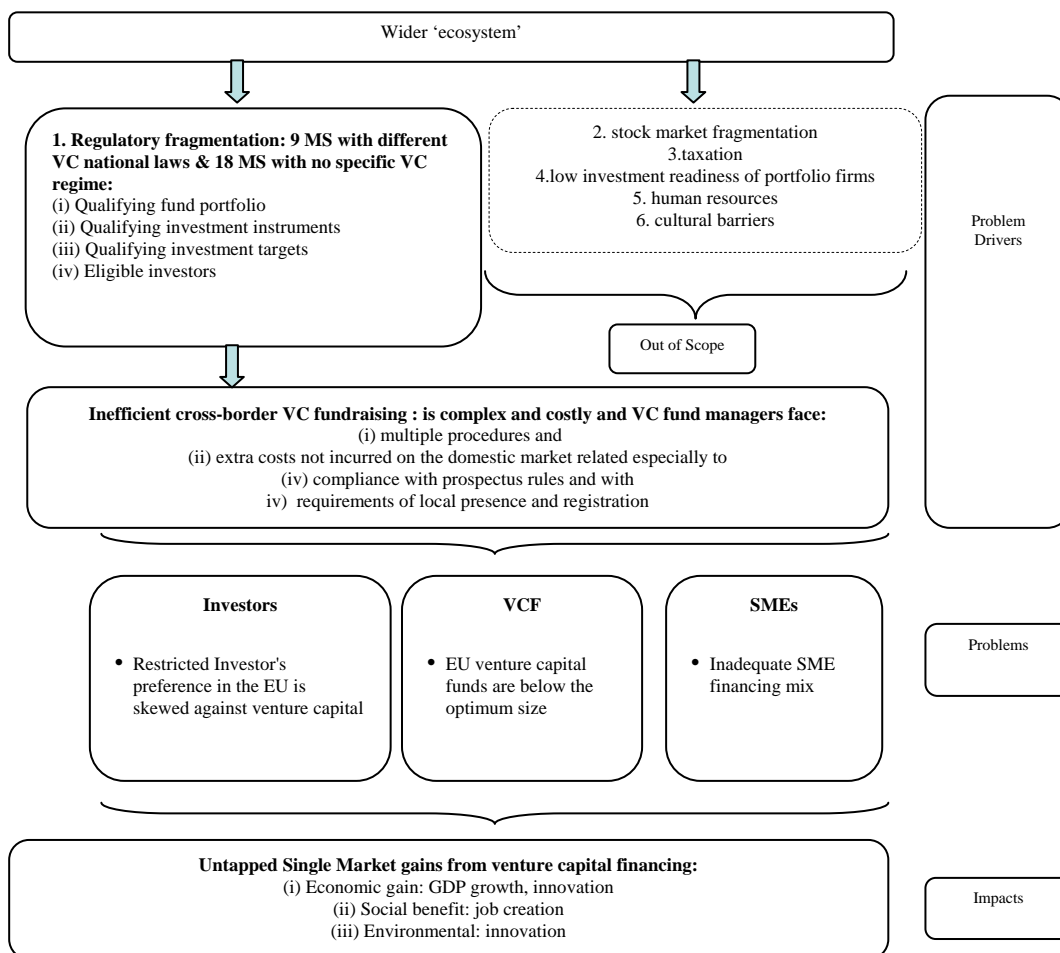 Wider ‘ecosystem’
1. Regulatory fragmentation: 9 MS with different
VC national laws & 18 MS with no specific VC
regime:
(i) Qualifying fund portfolio
(ii) Qualifying investment instruments
(iii) Qualifying investment targets
(iv) Eligible investors
2. stock market fragmentation
3.taxation
4.low investment readiness of portfolio firms
5. human resources
6. cultural barriers
Problem
Drivers
Out of Scope
Inefficient cross-border VC fundraising : is complex and costly and VC fund managers face:
(i) multiple procedures and
(ii) extra costs not incurred on the domestic market related especially to
(iv) compliance with prospectus rules and with
iv) requirements of local presence and registration
Investors
• Restricted Investor's
preference in the EU is
skewed against venture capital
VCF
• EU venture capital
funds are below the
optimum size
SMEs
• Inadequate SME
financing mix
Problems
Untapped Single Market gains from venture capital financing:
(i) Economic gain: GDP growth, innovation
(ii) Social benefit: job creation
(iii) Environmental: innovation
Impacts